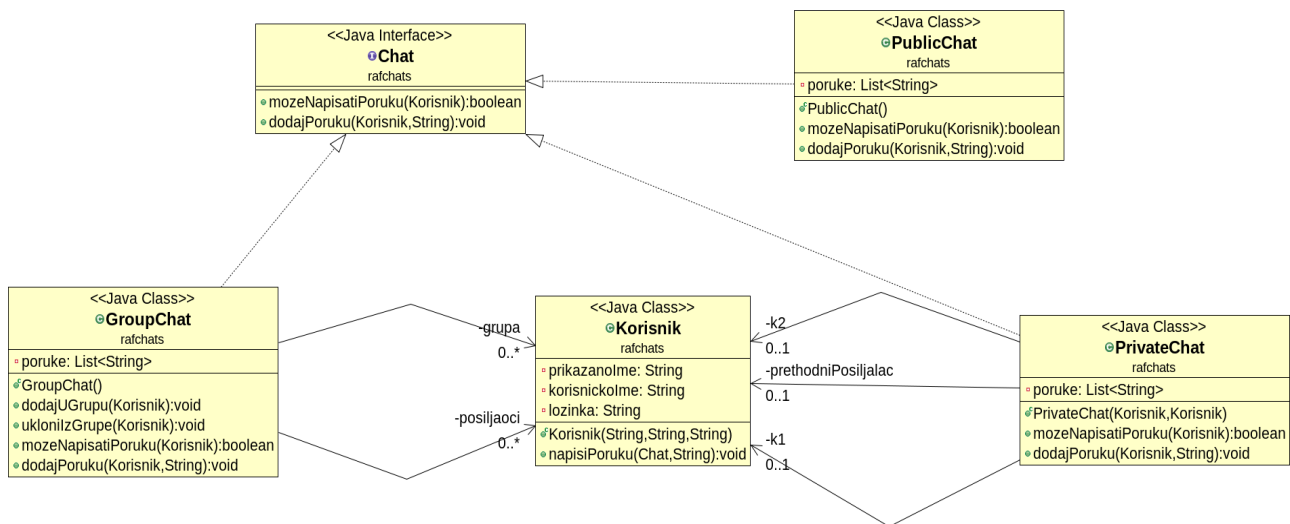 <<Java Interface>>
Chat
rafchats
mozeNapisatiPoruku(Korisnik):boolean
dodajPoruku(Korisnik,String):void
<<Java Class>>
PublicChat
rafchats
poruke: List<String>
PublicChat()
mozeNapisatiPoruku(Korisnik):boolean
dodajPoruku(Korisnik,String):void
<<Java Class>>
GroupChat
rafchats
poruke: List<String>
GroupChat()
dodajUGrupu(Korisnik):void
ukloniIzGrupe(Korisnik):void
mozeNapisatiPoruku(Korisnik):boolean
dodajPoruku(Korisnik,String):void
-grupa
0..*
-posiljaoci
0..*
<<Java Class>>
Korisnik
rafchats
prikazanoIme: String
korisnickoIme: String
lozinka: String
Korisnik(String,String,String)
napisiPoruku(Chat,String):void
-k2
0..1
-prethodniPosiljalac
0..1
-k1
0..1
<<Java Class>>
PrivateChat
rafchats
poruke: List<String>
PrivateChat(Korisnik,Korisnik)
mozeNapisatiPoruku(Korisnik):boolean
dodajPoruku(Korisnik,String):void